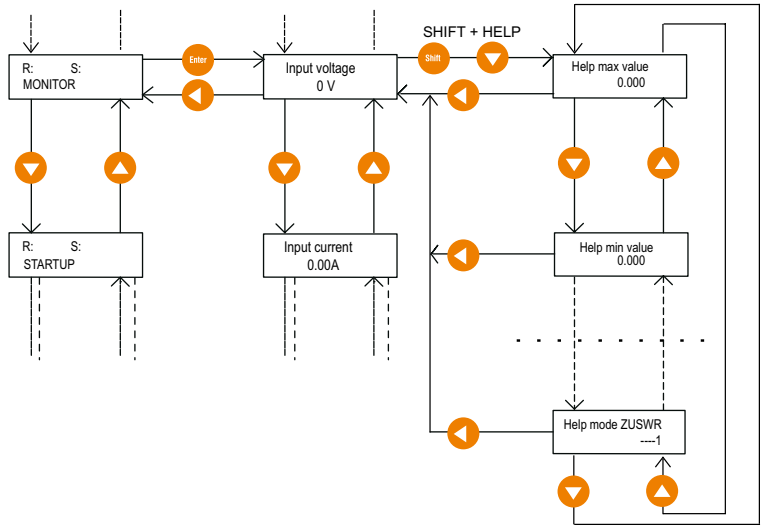 SHIFT + HELP
R: S:
MONITOR
Enter
Input voltage
0 V
Shift
Help max value
0.000
R: S:
STARTUP
Input current
0.00A
Help min value
0.000
Help mode ZUSWR
----1